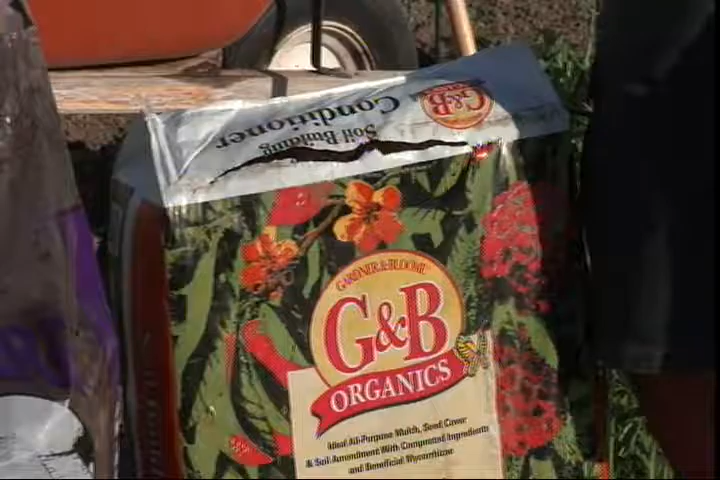 G&B
ORGANICS
Soil Building
Conditioner
GARDNER & BLOOME
G&B
ORGANICS
Ideal All-Purpose Mulch, Seed Cover
& Soil Amendment With Composted Ingredients
and Beneficial Mycorrhizae